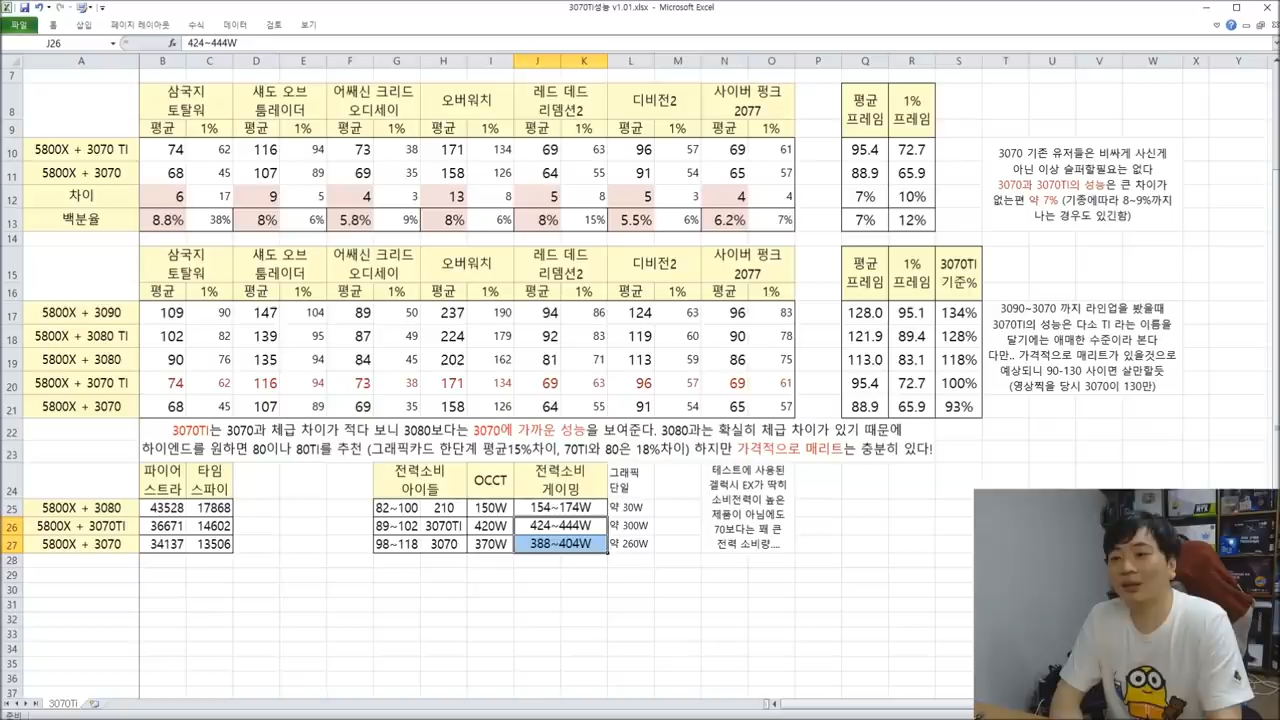 3070TI성능 v1.01.xlsx - Microsoft Excel
파일 홈 삽입 페이지 레이아웃 수식 데이터 검토 보기
J26 fx 424~444W
A B C D E F G H I J K L M N O P Q R S T U V W X Y
7
8 삼국지 토탈워 섀도 오브 툼레이더 어쌔신 크리드 오디세이 오버워치 레드 데드 리뎀션2 디비전2 사이버 펑크 2077 평균 프레임 1% 프레임
9 평균 1% 평균 1% 평균 1% 평균 1% 평균 1% 평균 1% 평균 1%
10 5800X + 3070 TI 74 62 116 94 73 38 171 134 69 63 96 57 69 61 95.4 72.7
11 5800X + 3070 68 45 107 89 69 35 158 126 64 55 91 54 65 57 88.9 65.9
12 차이 6 17 9 5 4 3 13 8 5 8 5 3 4 4 7% 10%
13 백분율 8.8% 38% 8% 6% 5.8% 9% 8% 6% 8% 15% 5.5% 6% 6.2% 7% 7% 12%
3070 기존 유저들은 비싸게 사신게
아닌 이상 슬퍼할필요는 없다
3070과 3070TI의 성능은 큰 차이가
없는편 약 7% (기종에따라 8~9%까지
나는 경우도 있긴함)
14
15 삼국지 토탈워 섀도 오브 툼레이더 어쌔신 크리드 오디세이 오버워치 레드 데드 리뎀션2 디비전2 사이버 펑크 2077 평균 프레임 1% 프레임 3070TI 기준%
16 평균 1% 평균 1% 평균 1% 평균 1% 평균 1% 평균 1% 평균 1%
17 5800X + 3090 109 90 147 104 89 50 237 190 94 86 124 63 96 83 128.0 95.1 134%
18 5800X + 3080 TI 102 82 139 95 87 49 224 179 92 83 119 60 90 78 121.9 89.4 128%
19 5800X + 3080 90 76 135 94 84 45 202 162 81 71 113 59 86 75 113.0 83.1 118%
20 5800X + 3070 TI 74 62 116 94 73 38 171 134 69 63 96 57 69 61 95.4 72.7 100%
21 5800X + 3070 68 45 107 89 69 35 158 126 64 55 91 54 65 57 88.9 65.9 93%
3090~3070 까지 라인업을 봤을때
3070TI의 성능은 다소 TI 라는 이름을
달기에는 애매한 수준이라 본다
다만.. 가격적으로 매리트가 있을것으로
예상되니 90-130 사이면 살만할듯
(영상찍을 당시 3070이 130만)
22 3070TI는 3070과 체급 차이가 적다 보니 3080보다는 3070에 가까운 성능을 보여준다. 3080과는 확실히 체급 차이가 있기 때문에
23 하이엔드를 원하면 80이나 80TI를 추천 (그래픽카드 한단계 평균15%차이, 70TI와 80은 18%차이) 하지만 가격적으로 매리트는 충분히 있다!
24 파이어 스트라 타임 스파이 전력소비 아이들 OCCT 전력소비 게이밍 그래픽 단일
25 5800X + 3080 43528 17868 82~100 210 150W 154~174W 약 30W
26 5800X + 3070TI 36671 14602 89~102 3070TI 420W 424~444W 약 300W
27 5800X + 3070 34137 13506 98~118 3070 370W 388~404W 약 260W
테스트에 사용된
갤럭시 EX가 딱히
소비전력이 높은
제품이 아님에도
70보다는 꽤 큰
전력 소비량....
28
29
30
31
32
33
34
35
36
37
3070TI
준비